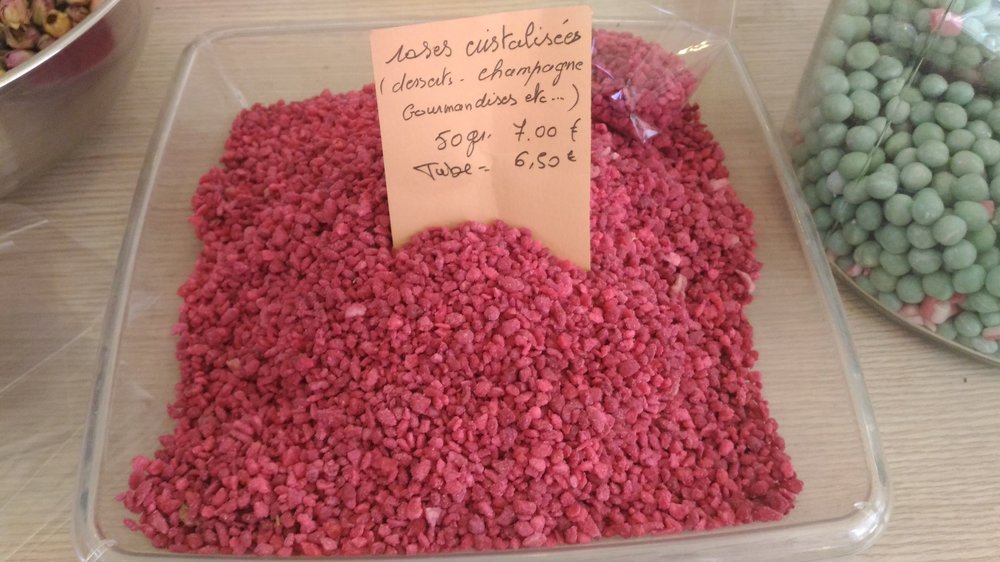 roses cristalisées
(desserts - champagne
Gourmandises etc...)
50gr. 7.00 €
Tube = 6,50 €